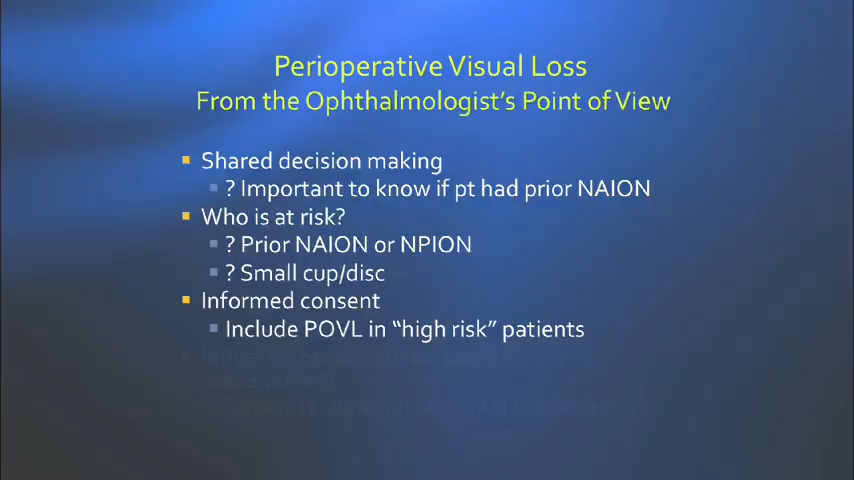 Perioperative Visual Loss
From the Ophthalmologist's Point of View
Shared decision making
? Important to know if pt had prior NAION
Who is at risk?
? Prior NAION or NPION
? Small cup/disc
Informed consent
Include POVL in “high risk” patients